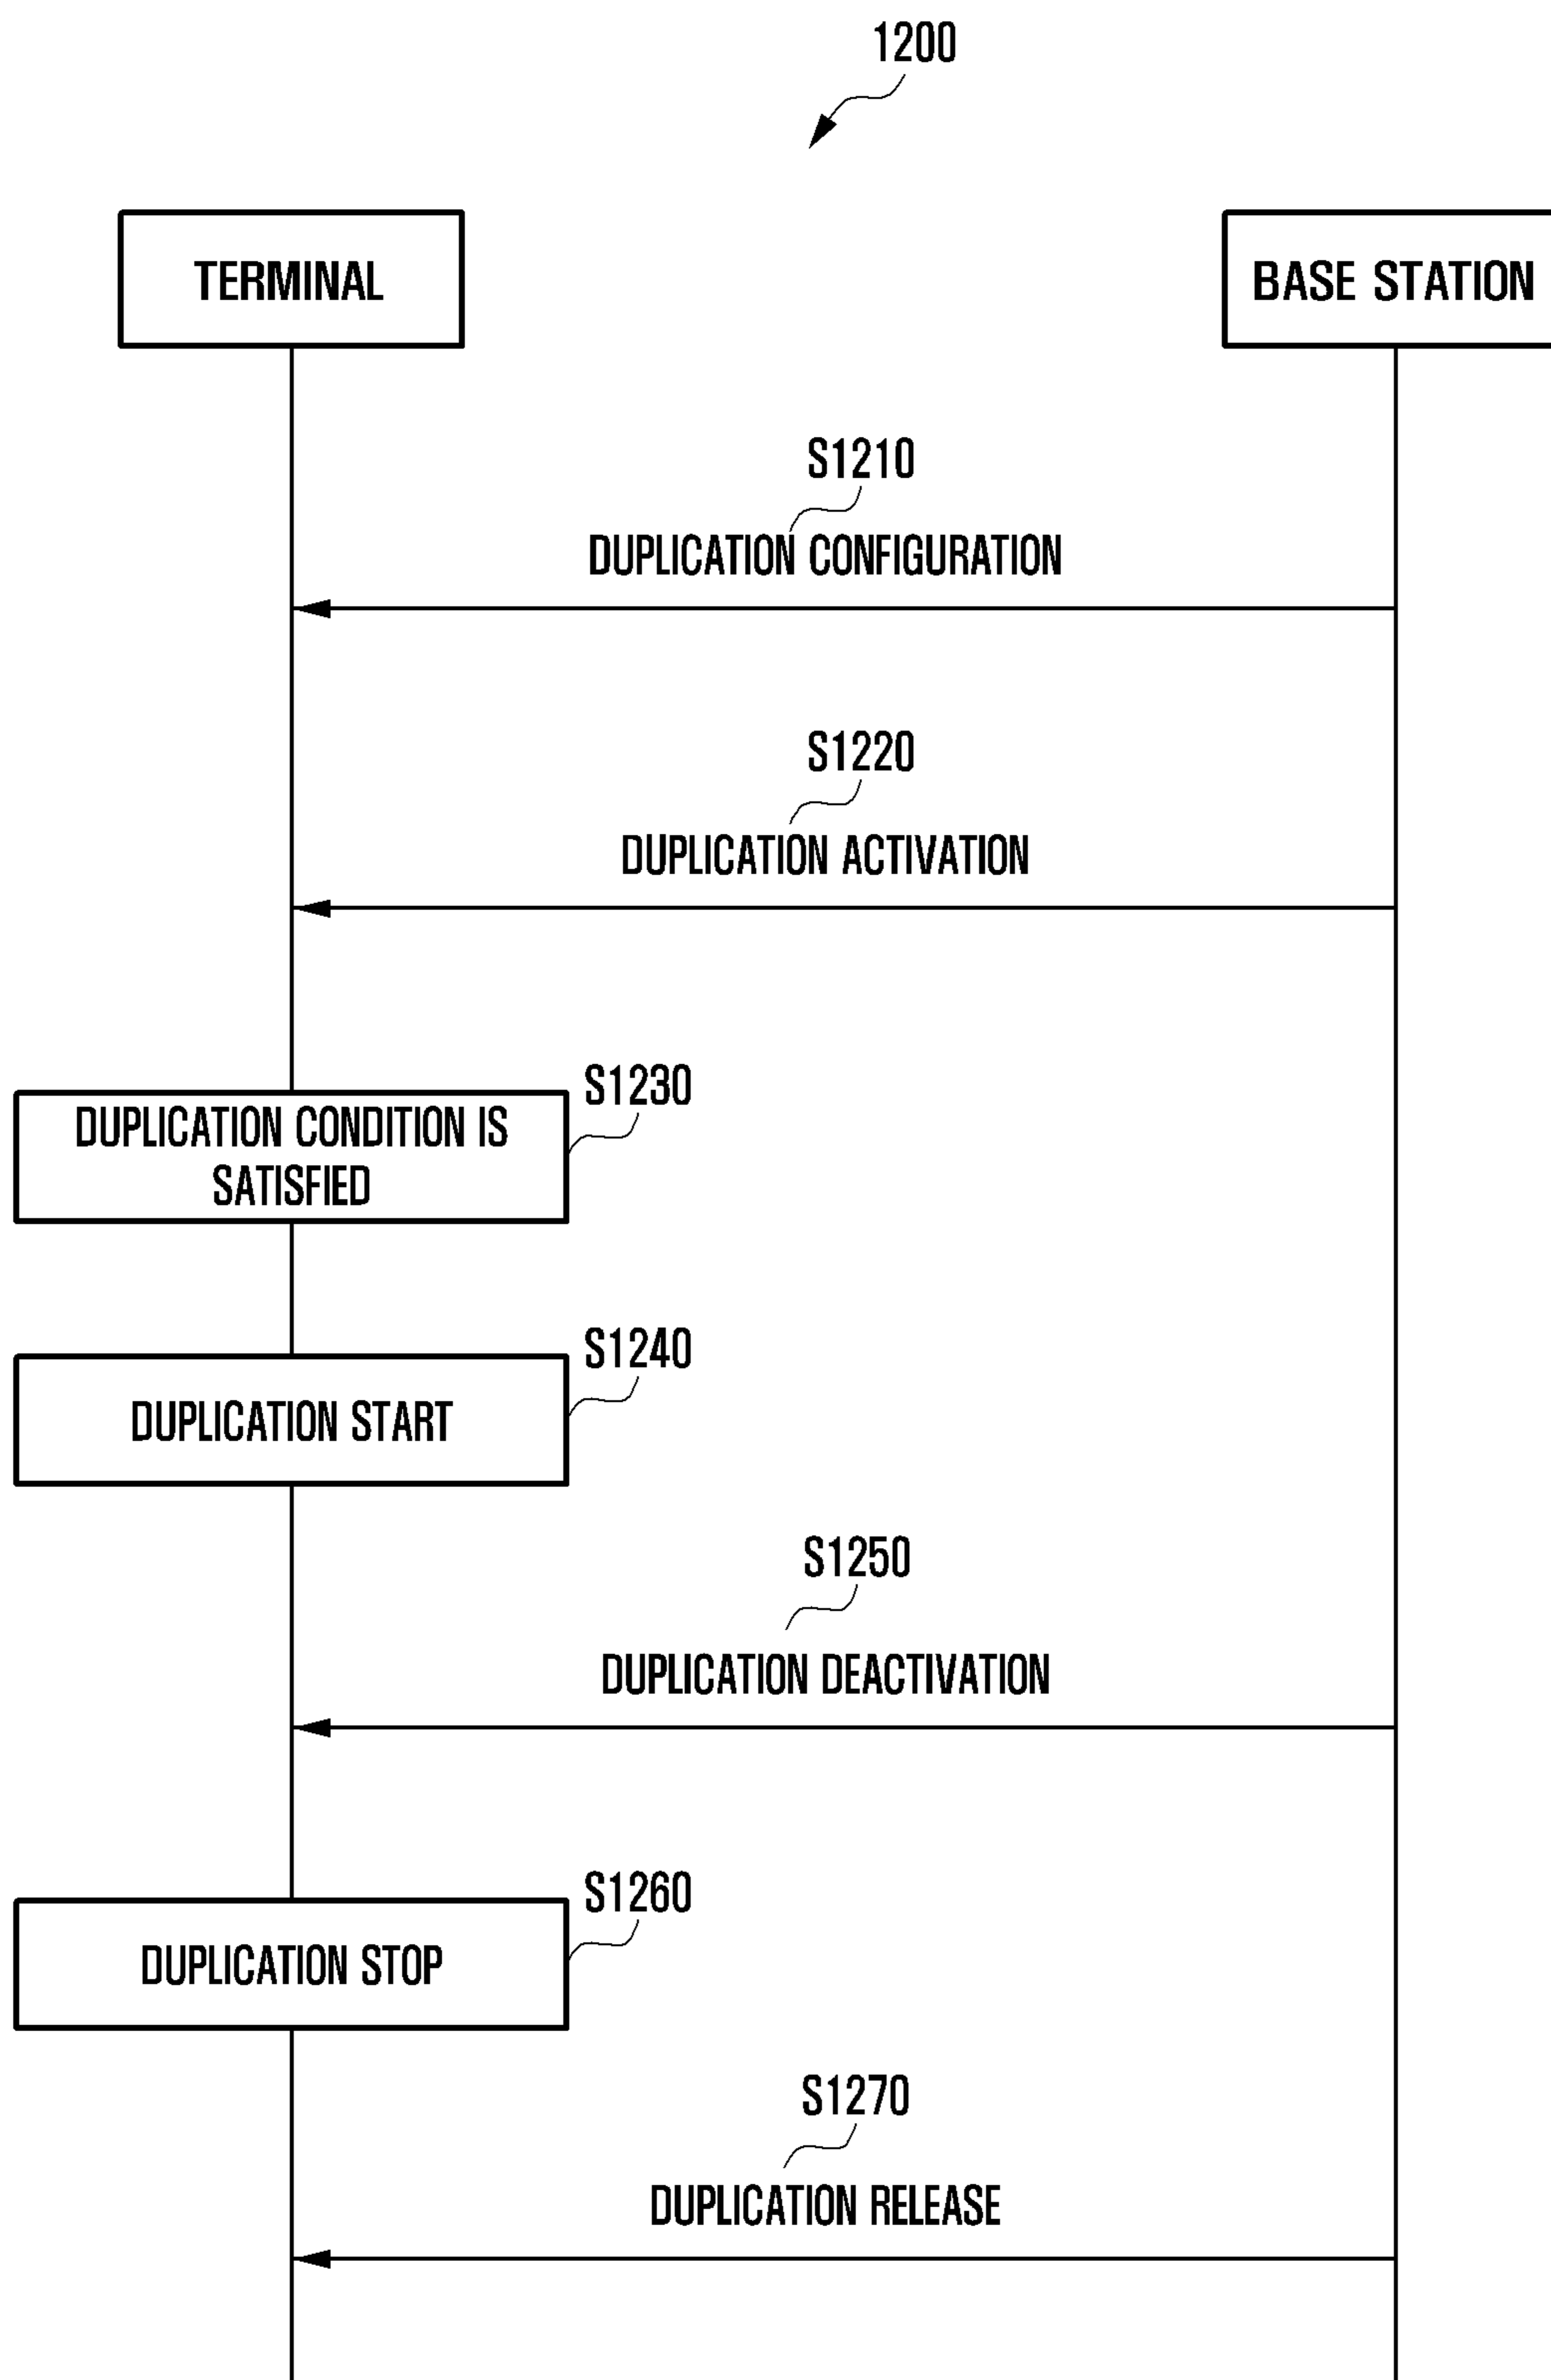 1200
TERMINAL
BASE STATION
S1210
DUPLICATION CONFIGURATION
S1220
DUPLICATION ACTIVATION
S1230
DUPLICATION CONDITION IS
SATISFIED
S1240
DUPLICATION START
S1250
DUPLICATION DEACTIVATION
S1260
DUPLICATION STOP
S1270
DUPLICATION RELEASE